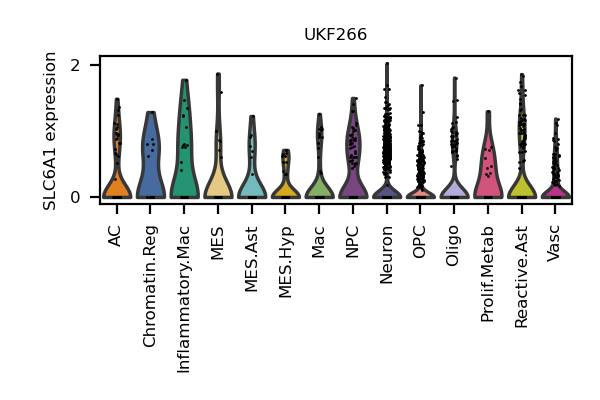 UKF266
SLC6A1 expression
2
0
AC
Chromatin.Reg
Inflammatory.Mac
MES
MES.Ast
MES.Hyp
Mac
NPC
Neuron
OPC
Oligo
Prolif.Metab
Reactive.Ast
Vasc